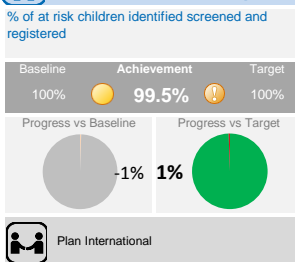 % of at risk children identified screened and
registered
Baseline Achievement Target
100% 99.5% ! 100%
Progress vs Baseline Progress vs Target
-1% 1%
Plan International